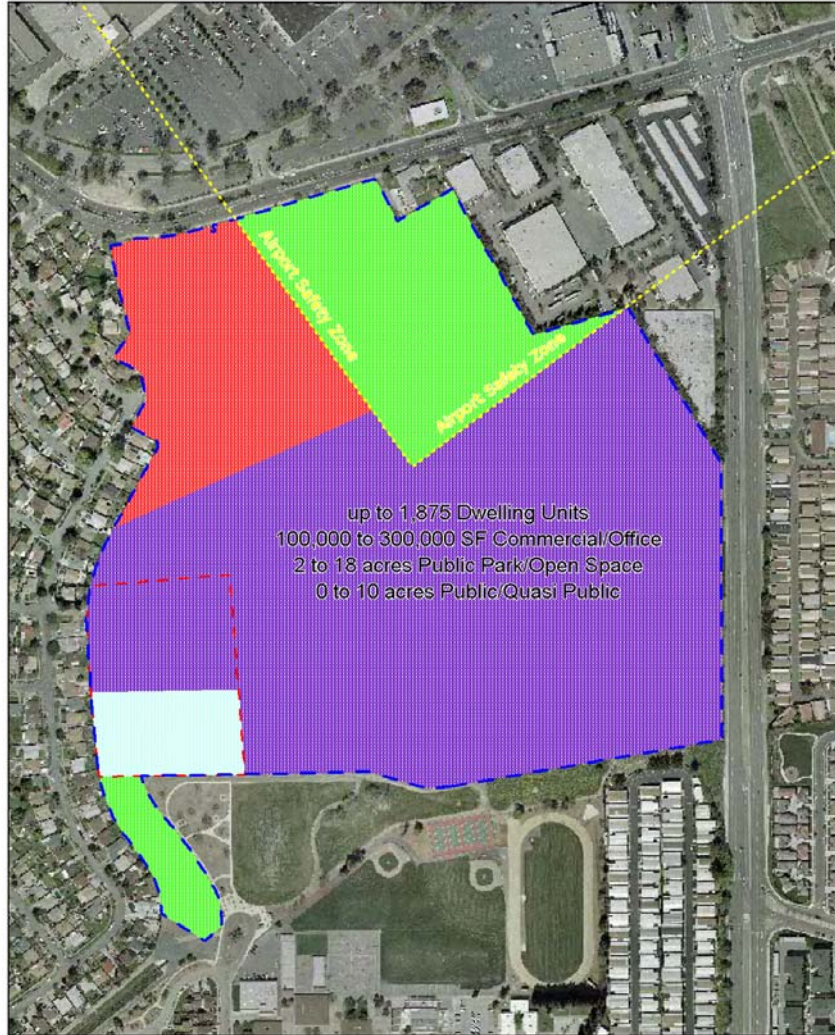 s
Airport Safety Zone
Airport Safety Zone
up to 1,875 Dwelling Units
100,000 to 300,000 SF Commercial/Office
2 to 18 acres Public Park/Open Space
0 to 10 acres Public/Quasi Public